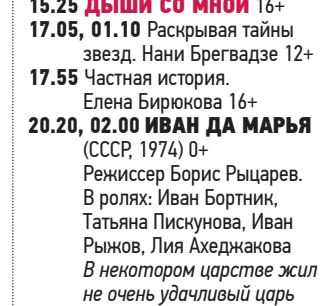 15.25 ДЫШИ СО МНОЙ 16+
17.05, 01.10 Раскрывая тайны
звезд. Нани Брегвадзе 12+
17.55 Частная история.
Елена Бирюкова 16+
20.20, 02.00 ИВАН ДА МАРЬЯ
(СССР, 1974) 0+
Режиссер Борис Рыцарев.
В ролях: Иван Бортник,
Татьяна Пискунова, Иван
Рыжов, Лия Ахеджакова
В некотором царстве жил
не очень удачливый царь